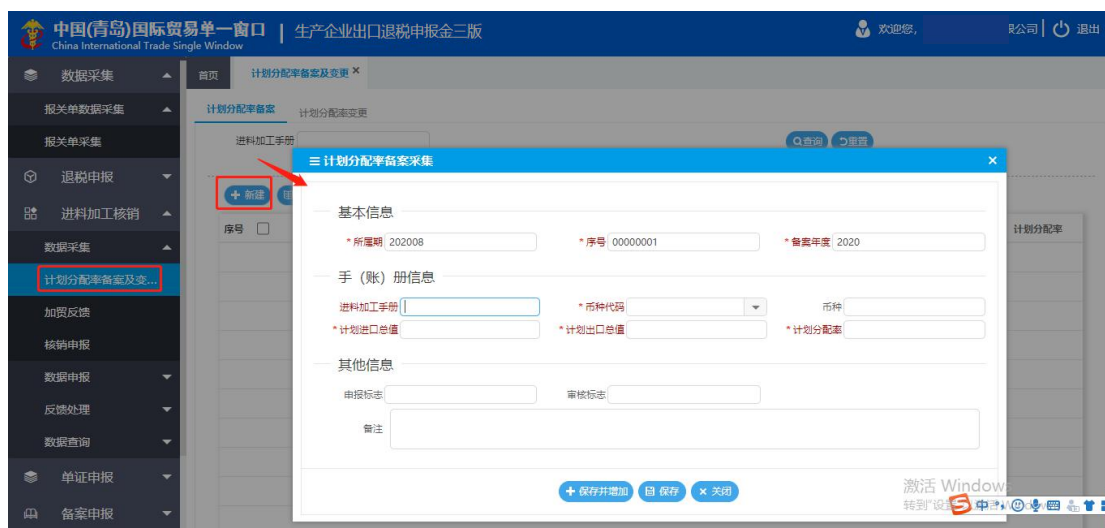 中国(青岛)国际贸易单一窗口 | 生产企业出口退税申报金三版
China International Trade Single Window
欢迎您, 限公司 退出
数据采集
报关单数据采集
报关单采集
退税申报
进料加工核销
数据采集
计划分配率备案及变...
加贸反馈
核销申报
数据申报
反馈处理
数据查询
单证申报
备案申报
首页 计划分配率备案及变更 ×
计划分配率备案 计划分配率变更
进料加工手册 查询 重置
新建
序号 计划分配率
计划分配率备案采集 ×
基本信息
*所属期 202008 *序号 00000001 *备案年度 2020
手（账）册信息
进料加工手册 *币种代码 币种
*计划进口总值 *计划出口总值 *计划分配率
其他信息
申报标志 审核标志
备注
保存并增加 保存 × 关闭
激活 Windows
转到"设
中